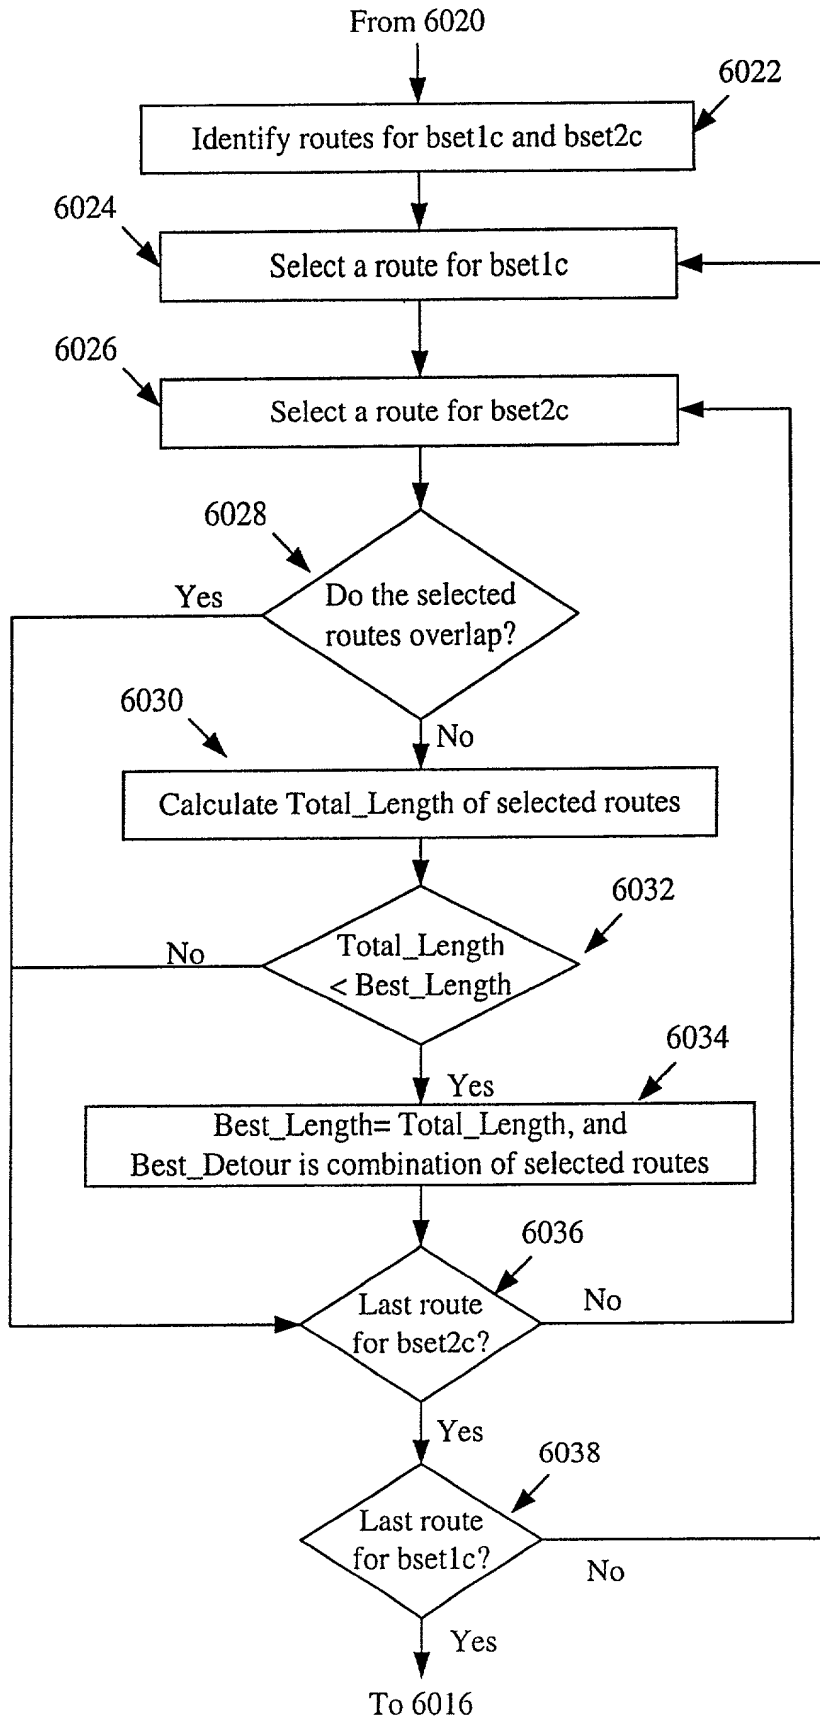 From 6020
6022
Identify routes for bset1c and bset2c
6024
Select a route for bset1c
6026
Select a route for bset2c
6028
Yes
Do the selected
routes overlap?
6030
No
Calculate Total_Length of selected routes
6032
No
Total_Length
< Best_Length
6034
Yes
Best_Length= Total_Length, and
Best_Detour is combination of selected routes
6036
Last route
for bset2c?
No
Yes
6038
Last route
for bset1c?
No
Yes
To 6016